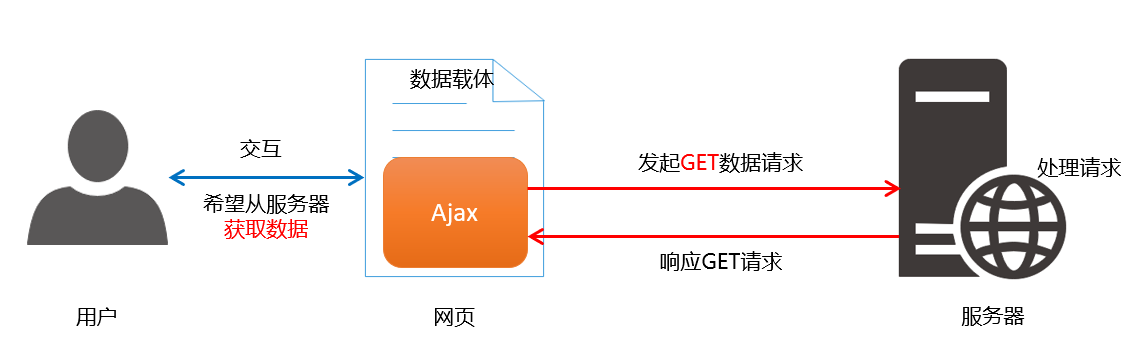 数据载体
交互
希望从服务器
获取数据
Ajax
发起GET数据请求
响应GET请求
处理请求
用户
网页
服务器